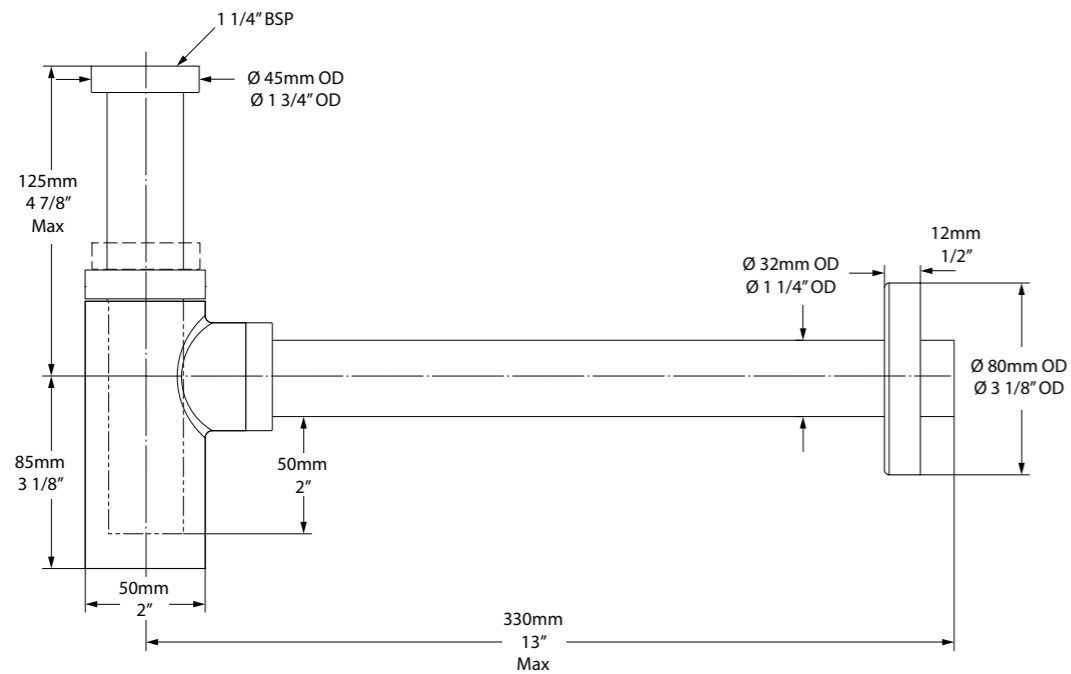 1 1/4” BSP
Ø 45mm OD
Ø 1 3/4” OD
125mm
4 7/8”
Max
12mm
1/2”
Ø 32mm OD
Ø 1 1/4” OD
Ø 80mm OD
Ø 3 1/8” OD
85mm
3 1/8”
50mm
2”
50mm
2”
330mm
13”
Max